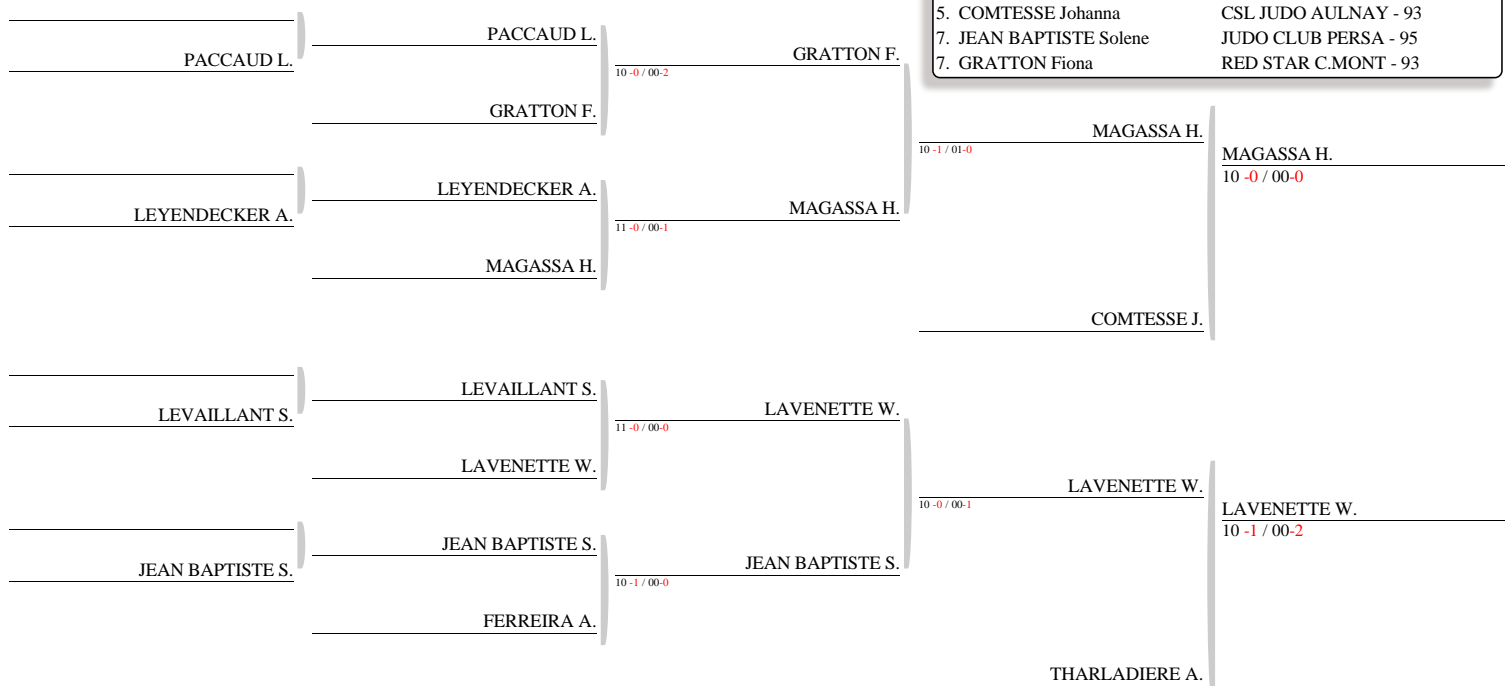 5. COMTESSE Johanna CSL JUDO AULNAY - 93
7. JEAN BAPTISTE Solene JUDO CLUB PERSA - 95
7. GRATTON Fiona RED STAR C.MONT - 93
PACCAUD L.
LEYENDECKER A.
LEVAILLANT S.
JEAN BAPTISTE S.
PACCAUD L.
GRATTON F.
LEYENDECKER A.
MAGASSA H.
LEVAILLANT S.
LAVENETTE W.
JEAN BAPTISTE S.
FERREIRA A.
GRATTON F.
10 -0 / 00-2
MAGASSA H.
11 -0 / 00-1
LAVENETTE W.
11 -0 / 00-0
JEAN BAPTISTE S.
10 -1 / 00-0
MAGASSA H.
10 -1 / 01-0
COMTESSE J.
LAVENETTE W.
10 -0 / 00-1
THARLADIERE A.
MAGASSA H.
10 -0 / 00-0
LAVENETTE W.
10 -1 / 00-2